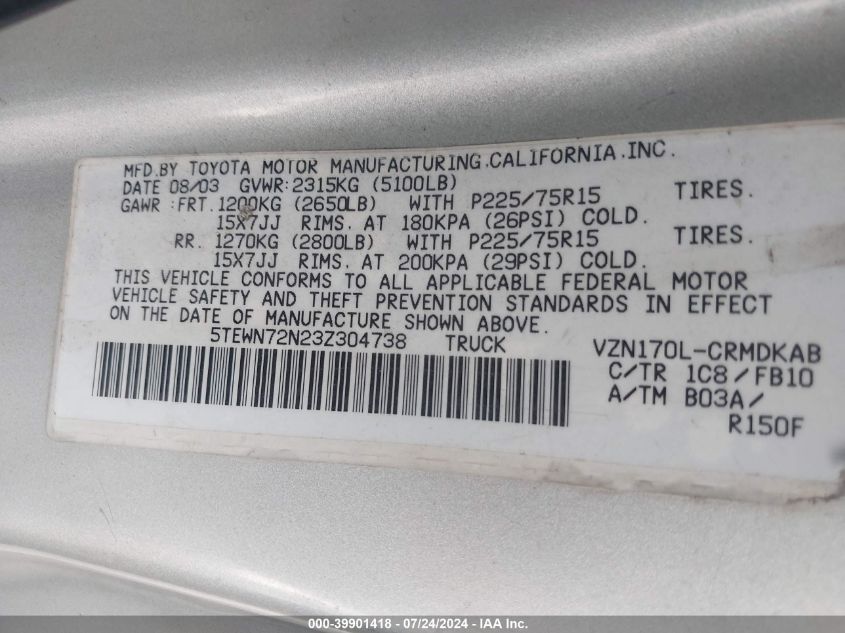 MFD.BY TOYOTA MOTOR MANUFACTURING.CALIFORNIA.INC.
DATE 08/03 GVWR:2315KG (5100LB)
GAWR :FRT.1200KG (2650LB) WITH P225/75R15 TIRES.
15X7JJ RIMS. AT 180KPA (26PSI) COLD.
RR. 1270KG (2800LB) WITH P225/75R15 TIRES.
15X7JJ RIMS. AT 200KPA (29PSI) COLD.
THIS VEHICLE CONFORMS TO ALL APPLICABLE FEDERAL MOTOR
VEHICLE SAFETY AND THEFT PREVENTION STANDARDS IN EFFECT
ON THE DATE OF MANUFACTURE SHOWN ABOVE.
5TEWN72N23Z304738 TRUCK VZN170L-CRMDKAB
C/TR 1C8/FB10
A/TM B03A/
R150F
000-39901418 - 07/24/2024 - IAA Inc.